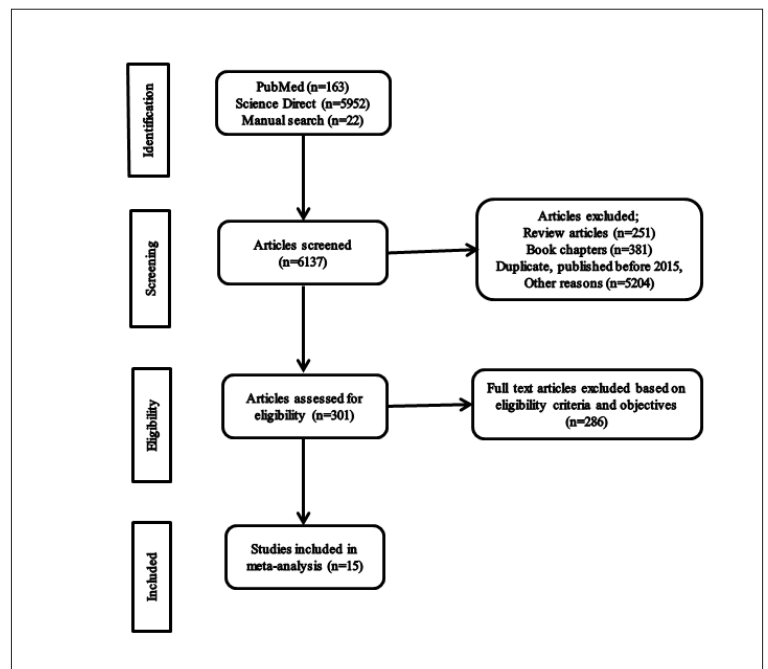 Identification
PubMed (n=163)
Science Direct (n=5952)
Manual search (n=22)
Screening
Articles screened
(n=6137)
Articles excluded;
Review articles (n=251)
Book chapters (n=381)
Duplicate, published before 2015,
Other reasons (n=5204)
Eligibility
Articles assessed for
eligibility (n=301)
Full text articles excluded based on
eligibility criteria and objectives
(n=286)
Included
Studies included in
meta-analysis (n=15)